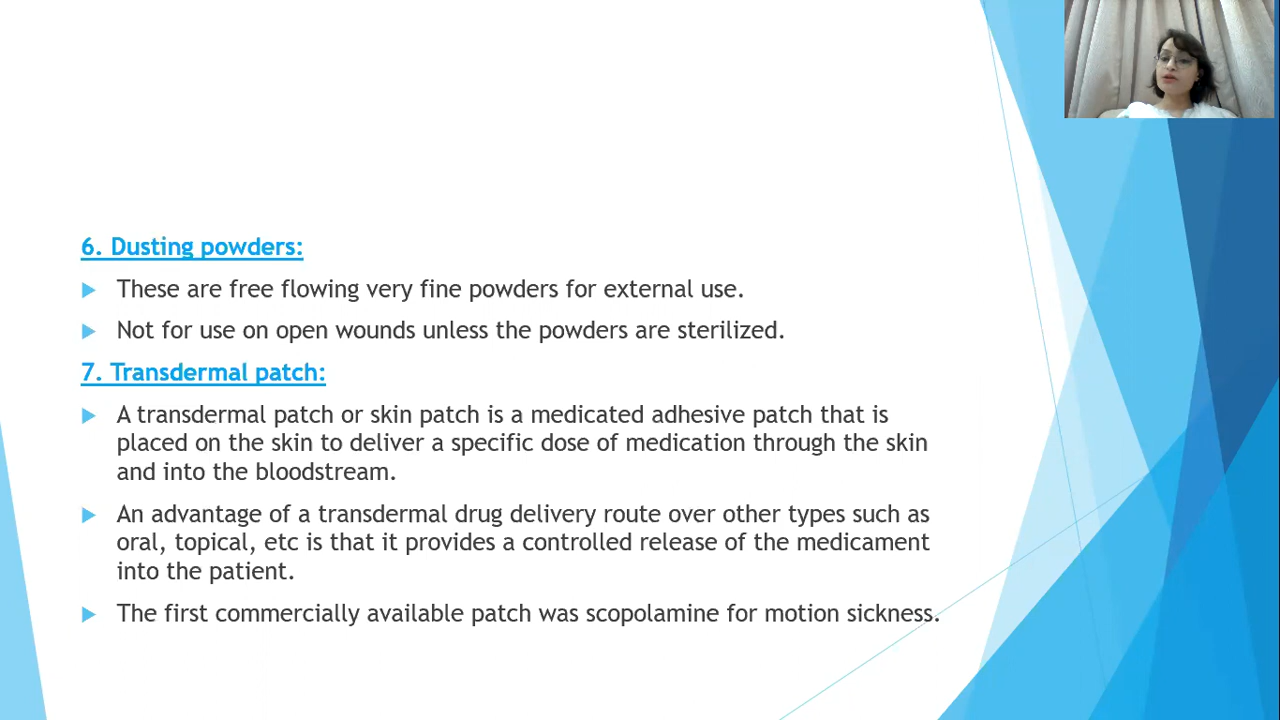 6. Dusting powders:
These are free flowing very fine powders for external use.
Not for use on open wounds unless the powders are sterilized.
7. Transdermal patch:
A transdermal patch or skin patch is a medicated adhesive patch that is
placed on the skin to deliver a specific dose of medication through the skin
and into the bloodstream.
An advantage of a transdermal drug delivery route over other types such as
oral, topical, etc is that it provides a controlled release of the medicament
into the patient.
The first commercially available patch was scopolamine for motion sickness.